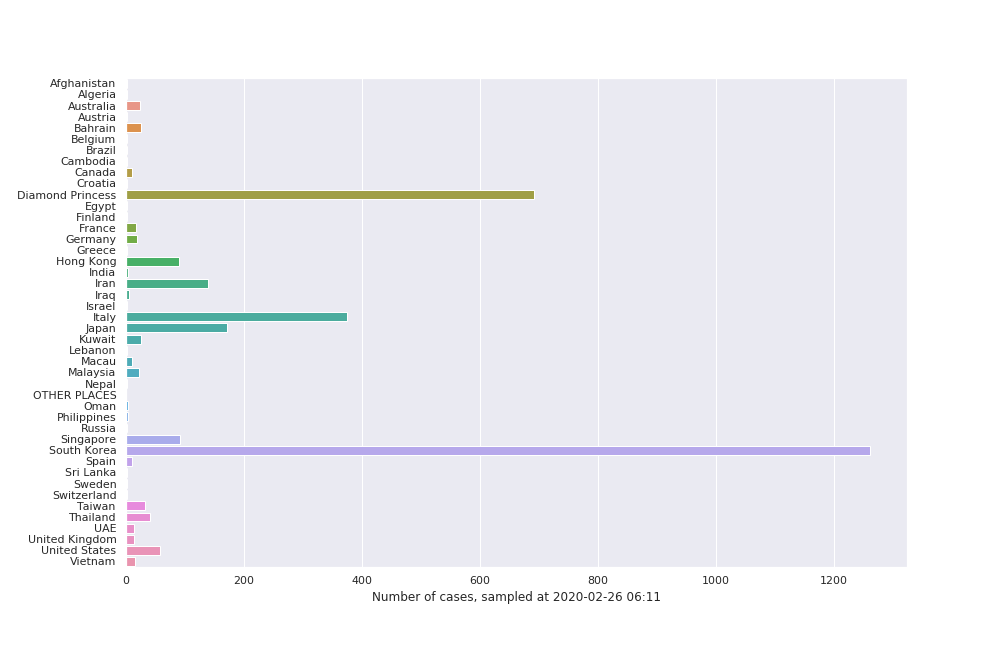 Afghanistan
Algeria
Australia
Austria
Bahrain
Belgium
Brazil
Cambodia
Canada
Croatia
Diamond Princess
Egypt
Finland
France
Germany
Greece
Hong Kong
India
Iran
Iraq
Israel
Italy
Japan
Kuwait
Lebanon
Macau
Malaysia
Nepal
OTHER PLACES
Oman
Philippines
Russia
Singapore
South Korea
Spain
Sri Lanka
Sweden
Switzerland
Taiwan
Thailand
UAE
United Kingdom
United States
Vietnam
0 200 400 600 800 1000 1200
Number of cases, sampled at 2020-02-26 06:11